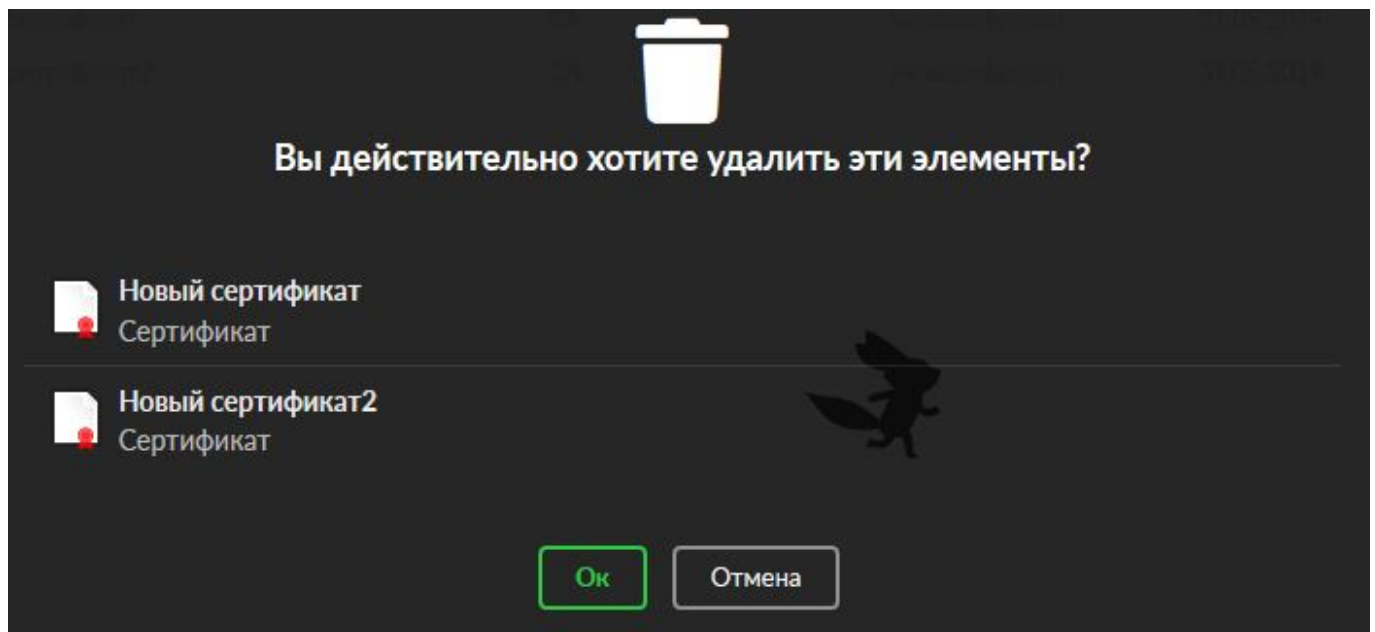 Вы действительно хотите удалить эти элементы?
Новый сертификат
Сертификат
Новый сертификат2
Сертификат
Ок
Отмена